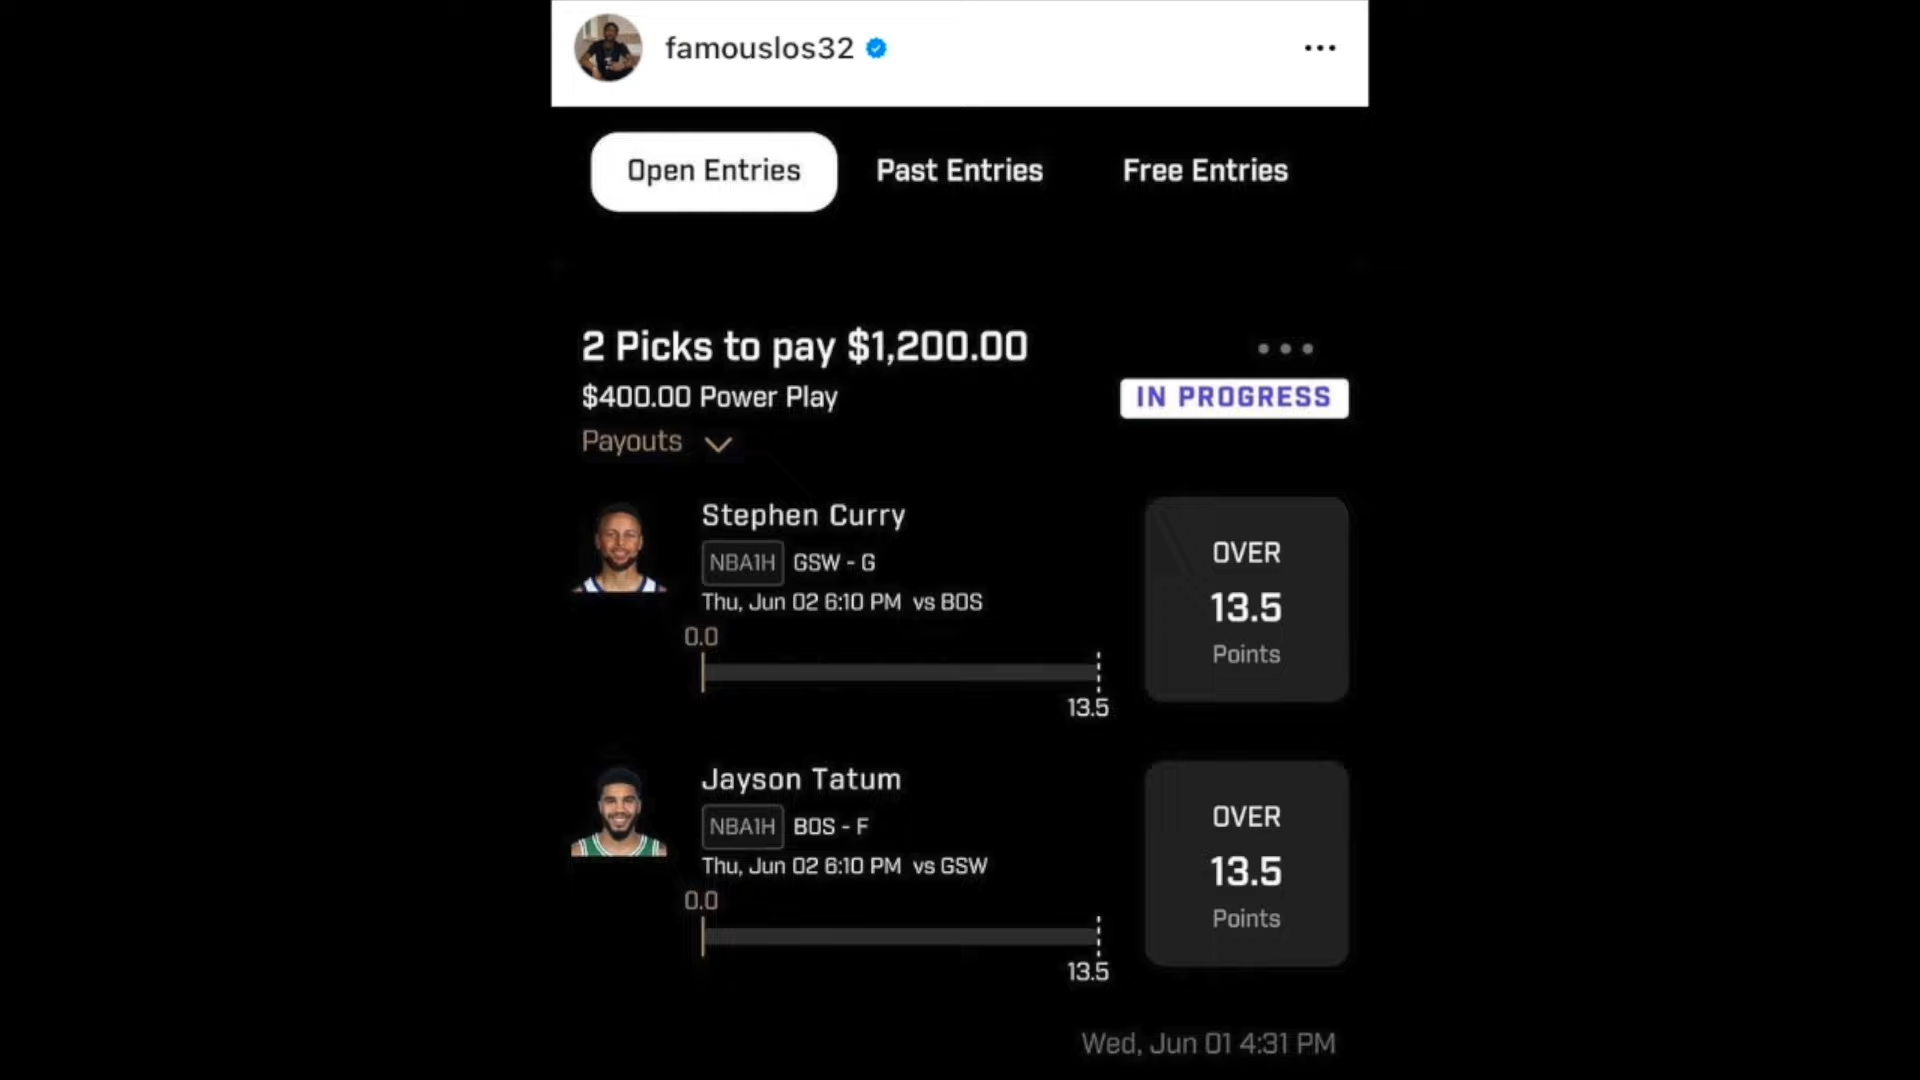 famouslos32
Open Entries Past Entries Free Entries
2 Picks to pay $1,200.00
$400.00 Power Play
IN PROGRESS
Payouts
Stephen Curry
NBA1H GSW - G
Thu, Jun 02 6:10 PM vs BOS
0.0
13.5
OVER
13.5
Points
Jayson Tatum
NBA1H BOS - F
Thu, Jun 02 6:10 PM vs GSW
0.0
13.5
OVER
13.5
Points
Wed, Jun 01 4:31 PM